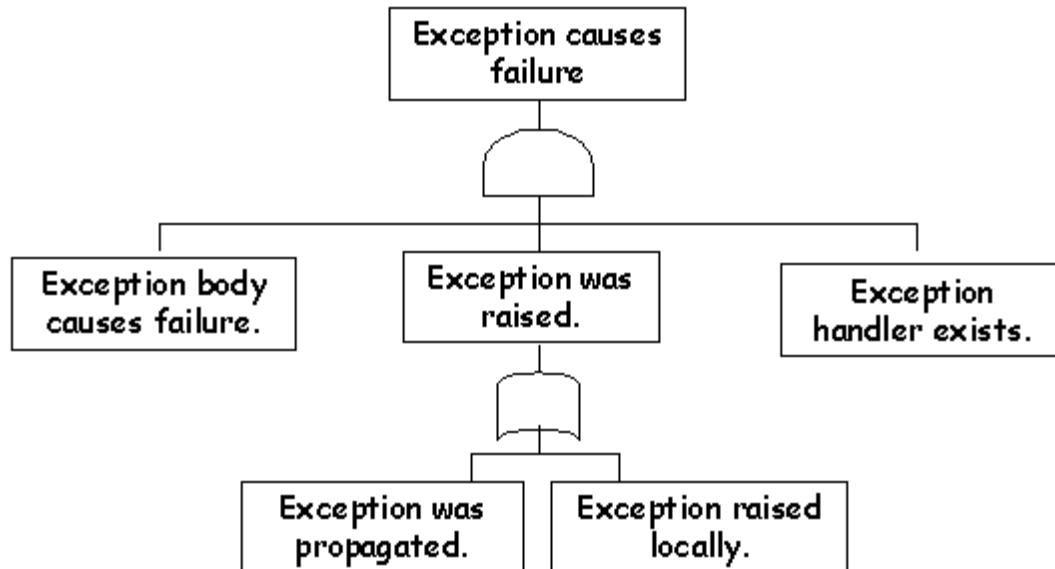 Exception causes
failure
Exception body
causes failure.
Exception was
raised.
Exception
handler exists.
Exception was
propagated.
Exception raised
locally.